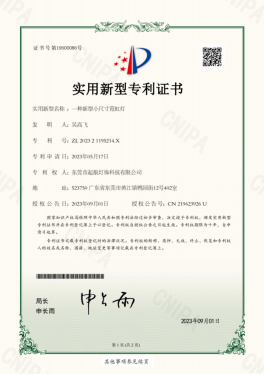 证书号第19600086号
实用新型专利证书
实用新型名称：一种新型小尺寸霓虹灯
发明人：吴高飞
专利号：ZL 2023 2 1195214.X
专利申请日：2023年05月17日
专利权人：东莞市起航灯饰科技有限公司
地址：523750 广东省东莞市黄江镇鸭园街12号402室
授权公告日：2023年09月01日 授权公告号：CN 219623926 U
国家知识产权局依照中华人民共和国专利法经过初步审查，决定授予专利权，颁发实用新型
专利证书并在专利登记簿上予以登记。专利权自授权公告之日起生效。专利权期限为十年，自申
请日起算。
专利证书记载专利权登记时的法律状况。专利权的转移、质押、无效、终止、恢复和专利权
人的姓名或名称、国籍、地址变更等事项记载在专利登记簿上。
局长
申长雨
申长雨
2023年09月01日
第 1 页 (共 2 页)
其他事项参见续页
CNIPA